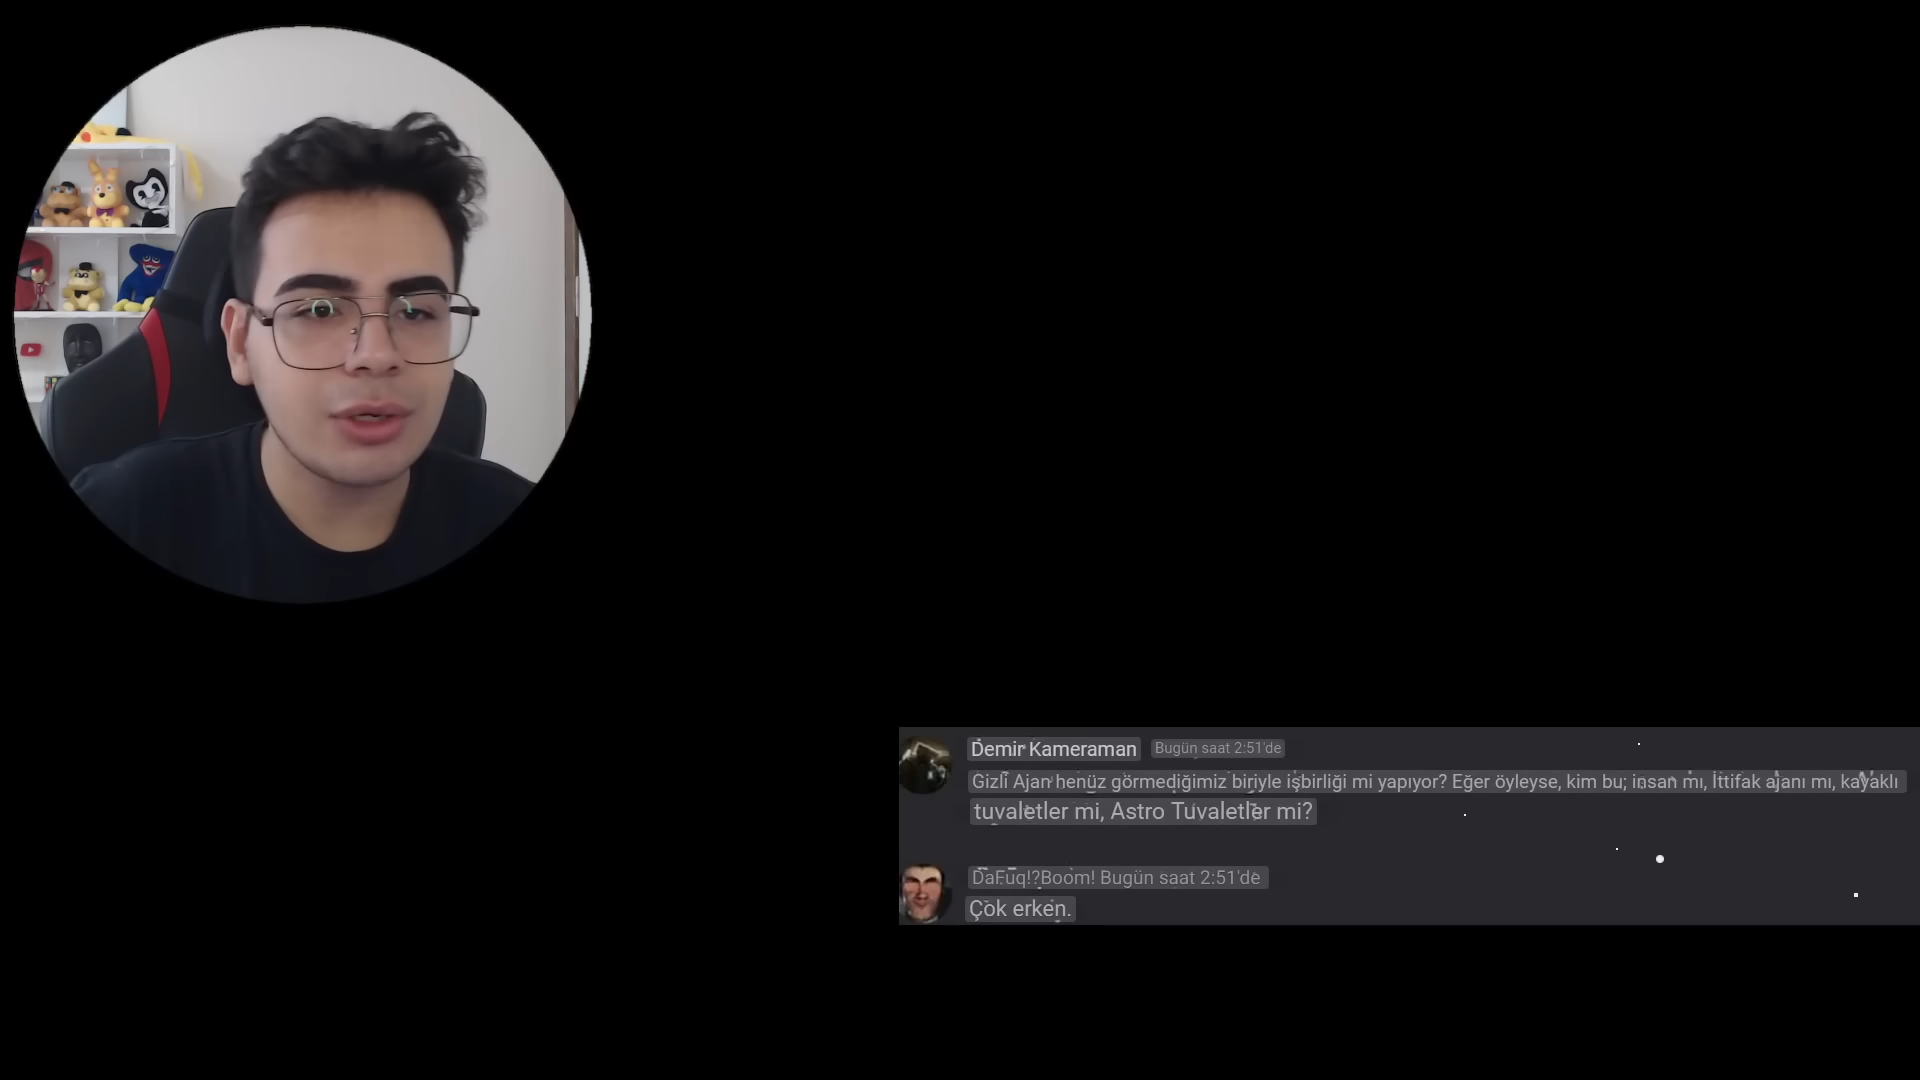 Demir Kameraman Bugün saat 2:51'de
Gizli Ajan henüz görmediğimiz biriyle işbirliği mi yapıyor? Eğer öyleyse, kim bu; insan mı, İttifak ajanı mı, kayaklı
tuvaletler mi, Astro Tuvaletler mi?
DaFuq!?Boom! Bugün saat 2:51'de
Çok erken.